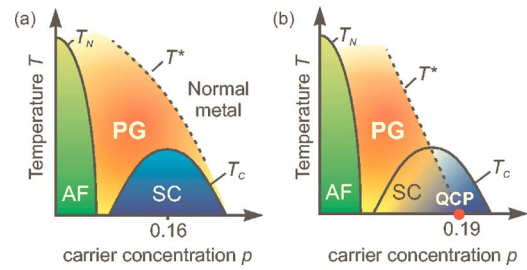 (a)
T_N
T*
Normal
metal
PG
AF
SC
T_c
Temperature T
0.16
carrier concentration p
(b)
T_N
T*
PG
AF
SC
QCP
T_c
Temperature T
0.19
carrier concentration p